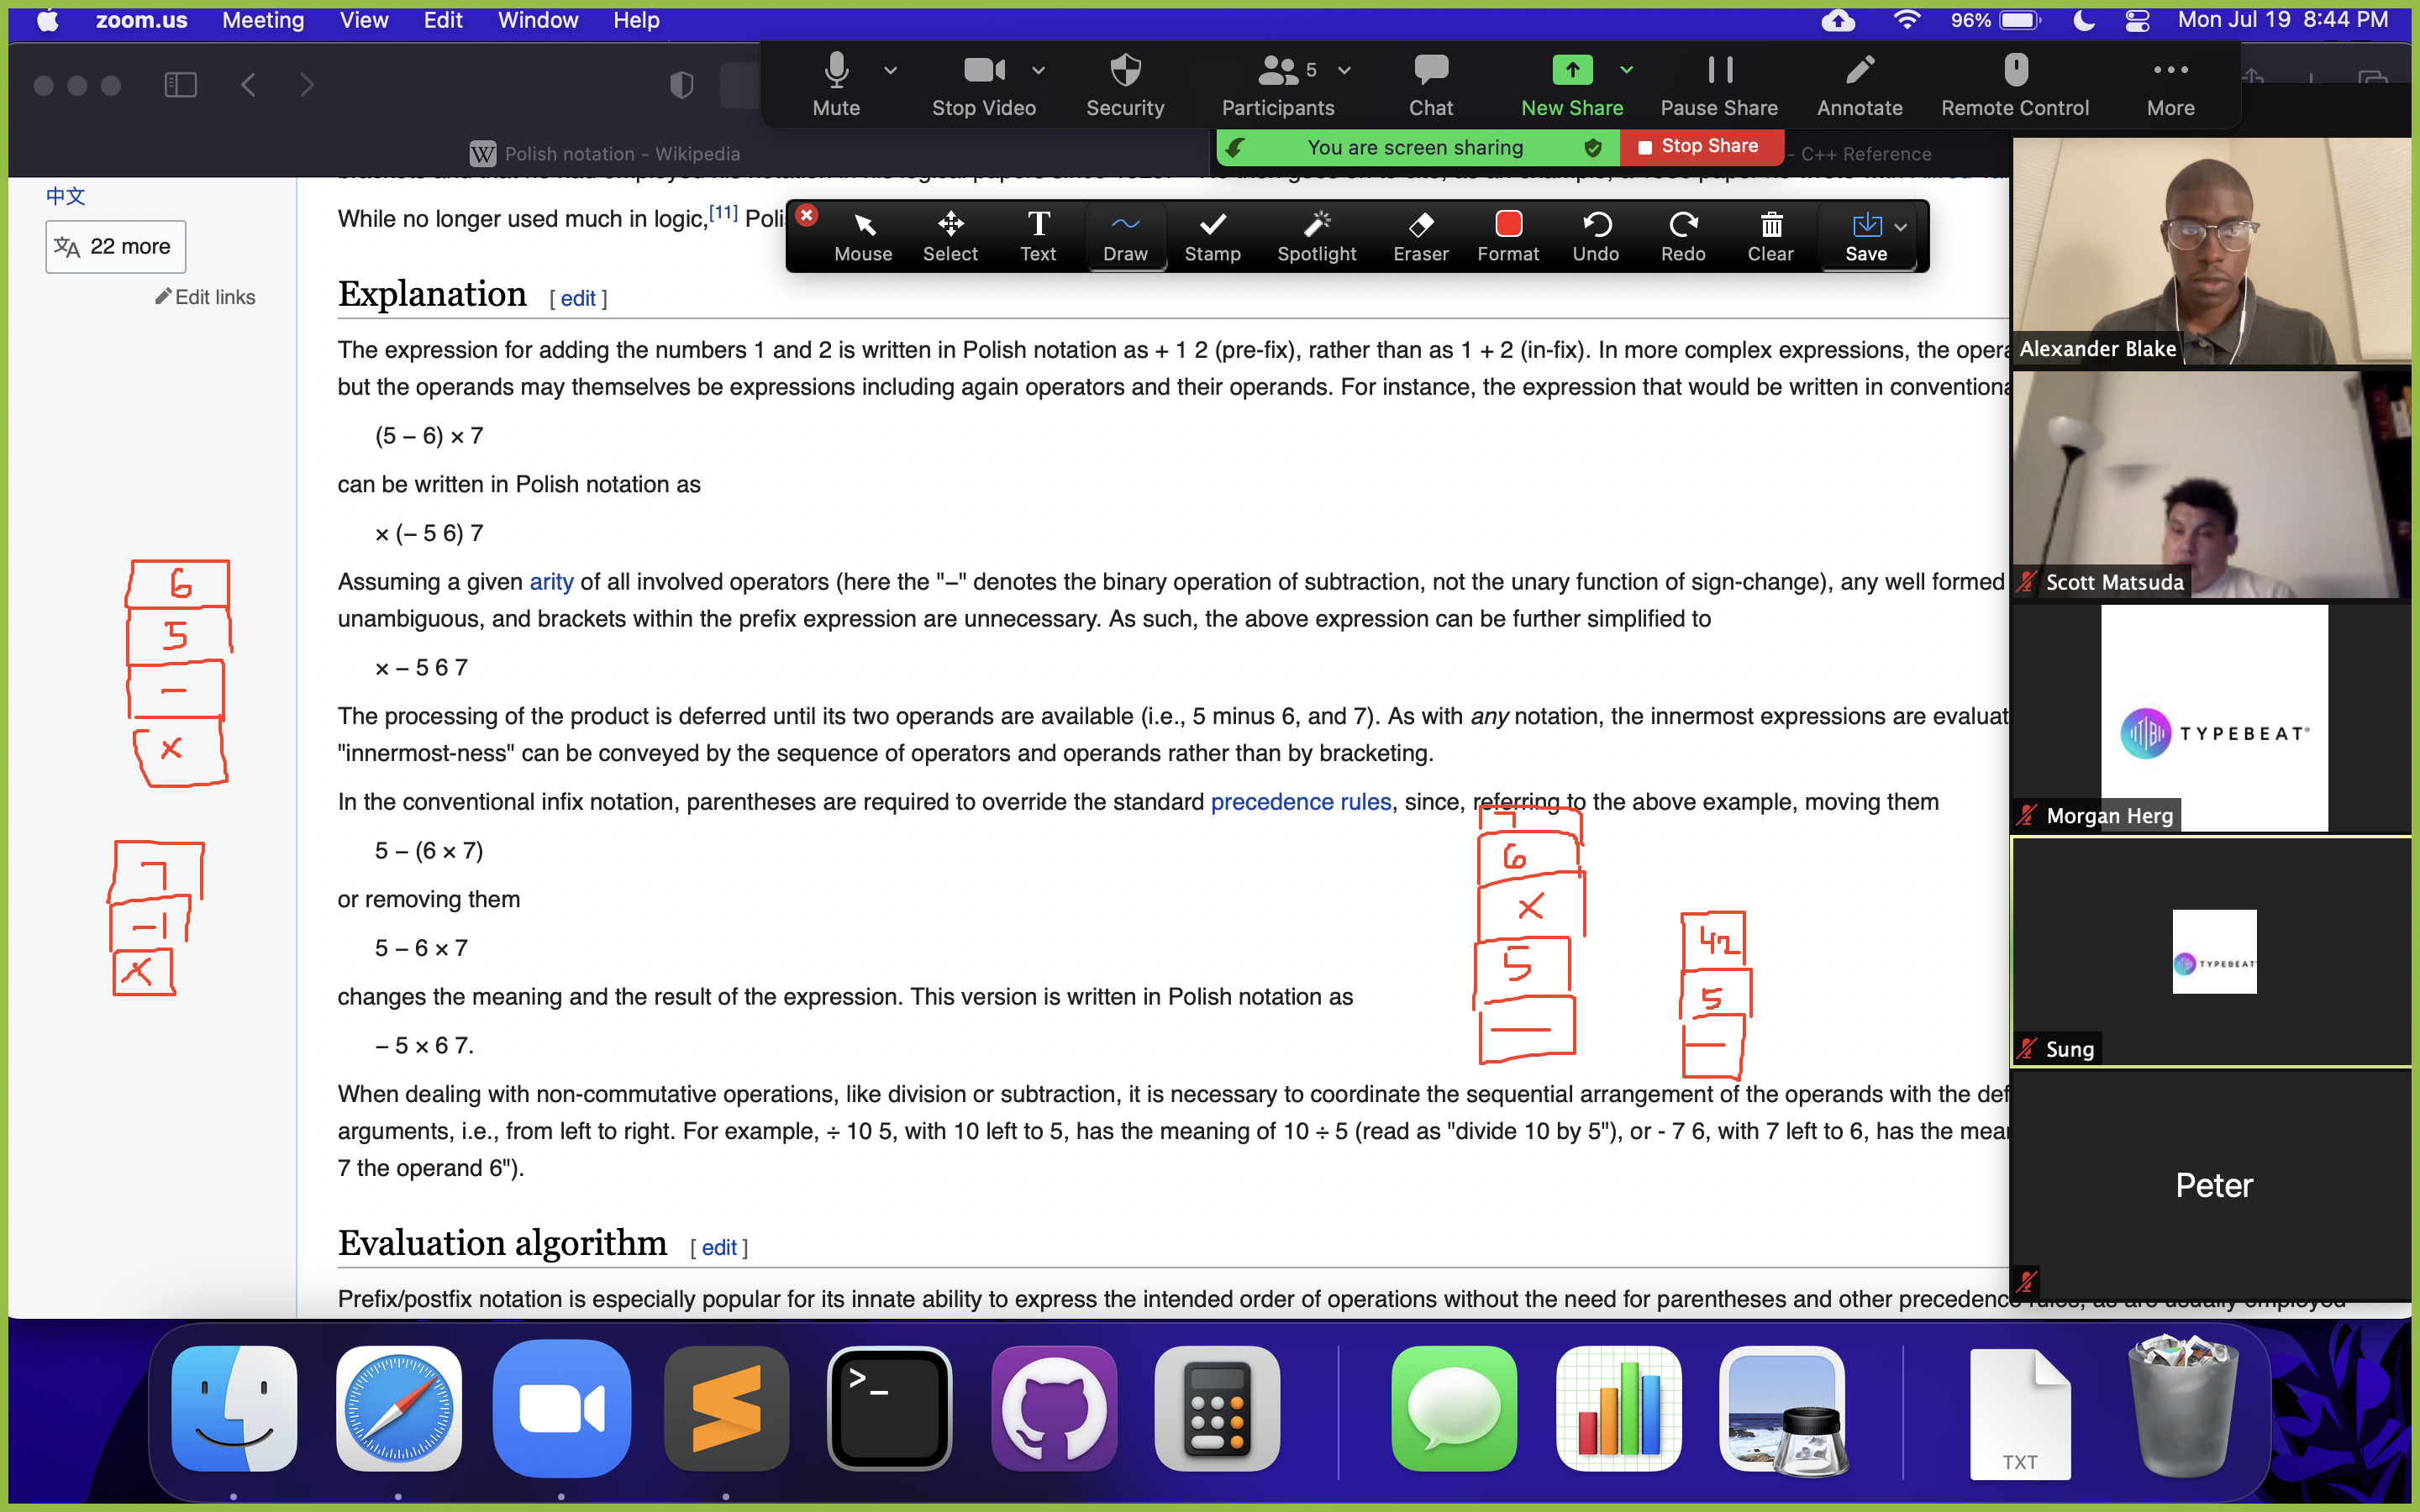 zoom.us Meeting View Edit Window Help 96% Mon Jul 19 8:44 PM
Mute Stop Video Security Participants 5 Chat New Share Pause Share Annotate Remote Control More
You are screen sharing Stop Share
Polish notation - Wikipedia
- C++ Reference
中文
22 more
Edit links
While no longer used much in logic,[11]
Mouse Select Text Draw Stamp Spotlight Eraser Format Undo Redo Clear Save
Explanation [ edit ]
The expression for adding the numbers 1 and 2 is written in Polish notation as + 1 2 (pre-fix), rather than as 1 + 2 (in-fix). In more complex expressions, the
but the operands may themselves be expressions including again operators and their operands. For instance, the expression that would be written in
(5 – 6) × 7
can be written in Polish notation as
× (– 5 6) 7
Assuming a given arity of all involved operators (here the "–" denotes the binary operation of subtraction, not the unary function of sign-change), any well formed
unambiguous, and brackets within the prefix expression are unnecessary. As such, the above expression can be further simplified to
× – 5 6 7
The processing of the product is deferred until its two operands are available (i.e., 5 minus 6, and 7). As with any notation, the innermost expressions are
"innermost-ness" can be conveyed by the sequence of operators and operands rather than by bracketing.
In the conventional infix notation, parentheses are required to override the standard precedence rules, since, referring to the above example, moving them
5 – (6 × 7)
or removing them
5 – 6 × 7
changes the meaning and the result of the expression. This version is written in Polish notation as
– 5 × 6 7.
When dealing with non-commutative operations, like division or subtraction, it is necessary to coordinate the sequential arrangement of the operands with the
arguments, i.e., from left to right. For example, ÷ 10 5, with 10 left to 5, has the meaning of 10 ÷ 5 (read as "divide 10 by 5"), or - 7 6, with 7 left to 6, has the
7 the operand 6").
Evaluation algorithm [ edit ]
Prefix/postfix notation is especially popular for its innate ability to express the intended order of operations without the need for parentheses and other precedence rules, as are usually employed
6
5
–
×
7
-1
×
7
6
×
5
–
42
5
–
Alexander Blake
Scott Matsuda
TYPEBEAT®
Morgan Herg
TYPEBEAT
Sung
Peter
>_
TXT